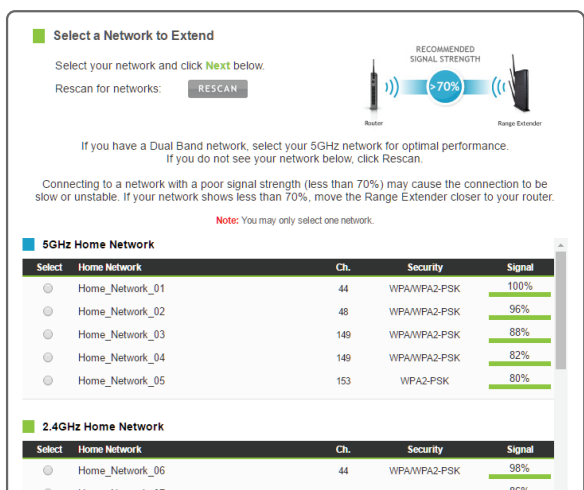 Select a Network to Extend
Select your network and click Next below.
Rescan for networks: RESCAN
RECOMMENDED
SIGNAL STRENGTH
>70%
Router Range Extender
If you have a Dual Band network, select your 5GHz network for optimal performance.
If you do not see your network below, click Rescan.
Connecting to a network with a poor signal strength (less than 70%) may cause the connection to be
slow or unstable. If your network shows less than 70%, move the Range Extender closer to your router.
Note: You may only select one network.
5GHz Home Network
Select Home Network Ch. Security Signal
Home_Network_01 44 WPA/WPA2-PSK 100%
Home_Network_02 48 WPA/WPA2-PSK 96%
Home_Network_03 149 WPA/WPA2-PSK 88%
Home_Network_04 149 WPA/WPA2-PSK 82%
Home_Network_05 153 WPA2-PSK 80%
2.4GHz Home Network
Select Home Network Ch. Security Signal
Home_Network_06 44 WPA/WPA2-PSK 98%